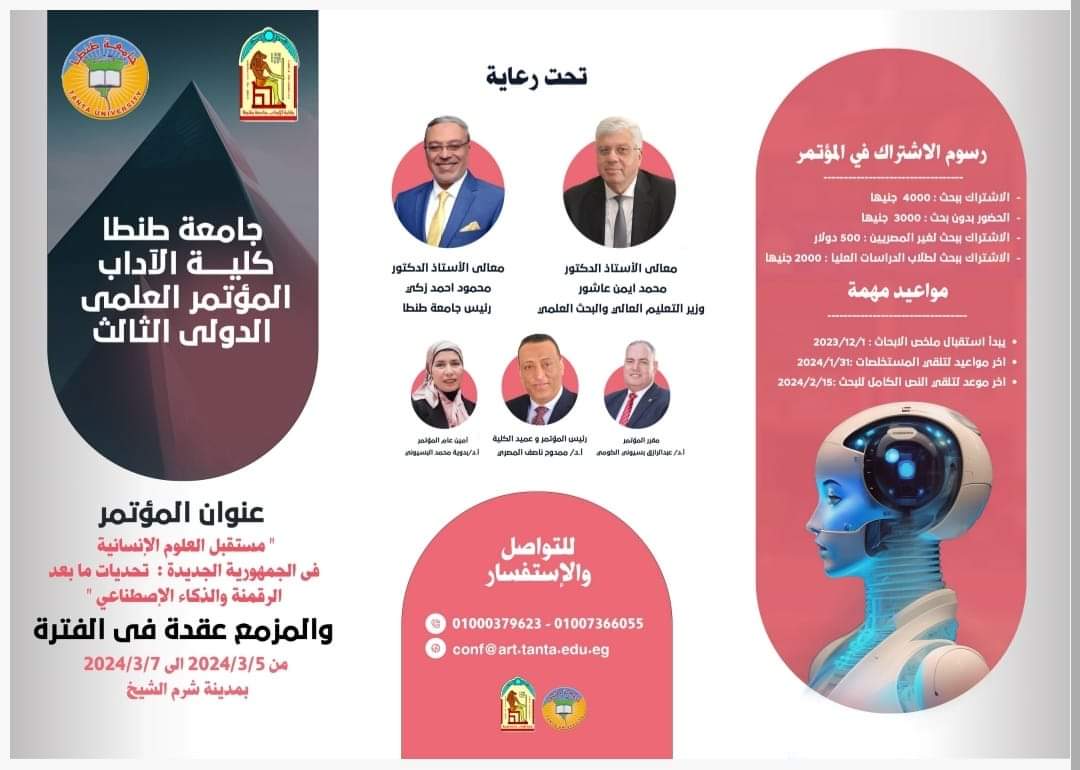 جامعة طنطا
TANTA UNIVERSITY
جامعة طنطا
كليـــة الآداب
المؤتمر العلمى
الدولى الثالث
عنوان المؤتمر
" مستقبل العلوم الإنسانية
فى الجمهورية الجديدة : تحديات ما بعد
الرقمنة والذكاء الإصطناعي "
والمزمع عقدة فى الفترة
من 2024/3/5 الى 2024/3/7
بمدينة شرم الشيخ
تحت رعاية
معالى الأستاذ الدكتور
محمد ايمن عاشور
وزير التعليم العالي والبحث العلمي
معالى الأستاذ الدكتور
محمود احمد زكي
رئيس جامعة طنطا
مقرر المؤتمر
أ.د/ عبدالرازق بسيوني الكومي
رئيس المؤتمر و عميد الكلية
أ.د/ ممدوح ناصف المصري
أمين عام المؤتمر
أ.د/بدوية محمد البسيوني
للتواصل
والإستفسار
01000379623 - 01007366055
conf@art.tanta.edu.eg
رسوم الاشتراك في المؤتمر
- الاشتراك ببحث : 4000 جنيها
- الحضور بدون بحث : 3000 جنيها
- الاشتراك ببحث لغير المصريين : 500 دولار
- الاشتراك ببحث لطلاب الدراسات العليا : 2000 جنيها
مواعيد مهمة
• يبدأ استقبال ملخص الابحاث : 2023/12/1
• اخر مواعيد لتلقي المستخلصات :2024/1/31
• اخر موعد لتلقي النص الكامل للبحث :2024/2/15